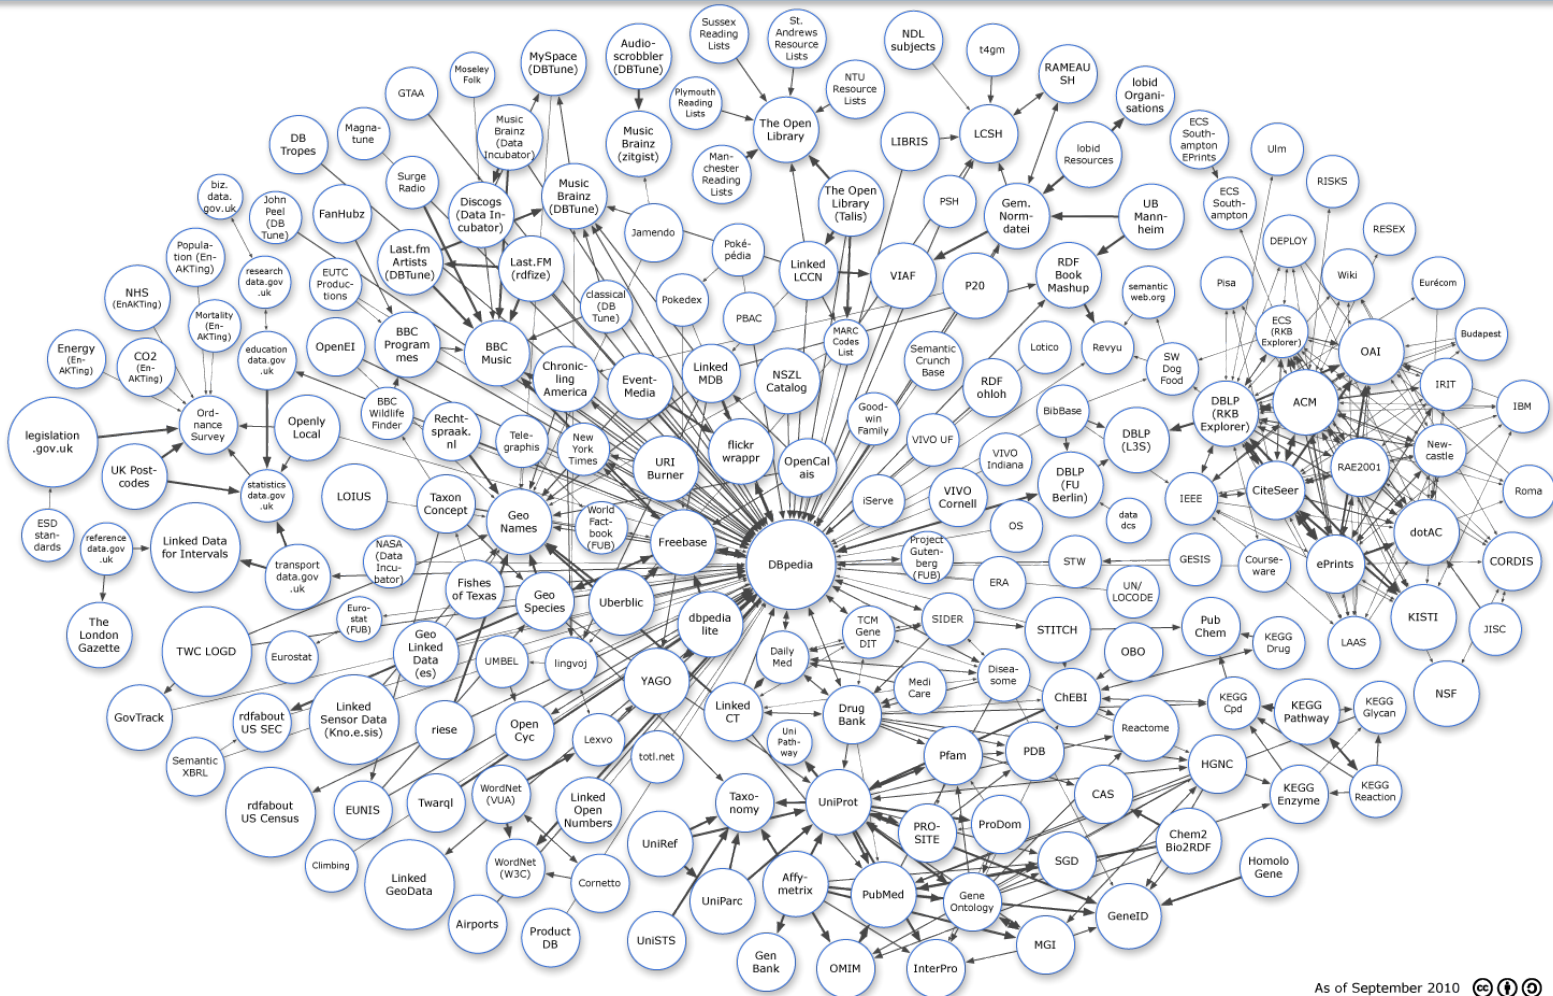 Sussex
Reading
Lists
St.
Andrews
Resource
Lists
NDL
subjects
t4gm
Audio-
scrobbler
(DBTune)
MySpace
(DBTune)
Moseley
Folk
RAMEAU
SH
lobid
Organi-
sations
GTAA
Plymouth
Reading
Lists
NTU
Resource
Lists
The Open
Library
Music
Brainz
(Data
Incubator)
Magna-
tune
DB
Tropes
Music
Brainz
(zitgist)
LIBRIS
LCSH
lobid
Resources
ECS
South-
ampton
EPrints
Ulm
RISKS
Man-
chester
Reading
Lists
biz.
data.
gov.uk
Surge
Radio
Music
Brainz
(DBTune)
Discogs
(Data In-
cubator)
The Open
Library
(Talis)
PSH
Gem.
Norm-
datei
UB
Mann-
heim
ECS
South-
ampton
RESEX
John
Peel
(DB
Tune)
FanHubz
Jamendo
DEPLOY
Popula-
tion (En-
AKTing)
Last.fm
Artists
(DBTune)
Last.FM
(rdfize)
Poké-
pédia
Linked
LCCN
VIAF
RDF
Book
Mashup
P20
semantic
web.org
Pisa
Wiki
Eurécom
research
data.gov
.uk
EUTC
Produc-
tions
NHS
(EnAKTing)
classical
(DB
Tune)
Pokedex
PBAC
MARC
Codes
List
Mortality
(En-
AKTing)
BBC
Program
mes
BBC
Music
ECS
(RKB
Explorer)
OAI
Budapest
OpenEI
Lotico
Revyu
SW
Dog
Food
Semantic
Crunch
Base
Energy
(En-
AKTing)
CO2
(En-
AKTing)
education
data.gov
.uk
Chronic-
ling
America
Event-
Media
Linked
MDB
NSZL
Catalog
RDF
ohloh
IRIT
ACM
DBLP
(RKB
Explorer)
IBM
BBC
Wildlife
Finder
Good-
win
Family
BibBase
Ord-
nance
Survey
Openly
Local
legislation
.gov.uk
Recht-
spraak.
nl
Tele-
graphis
New
York
Times
URI
Burner
flickr
wrappr
OpenCal
ais
VIVO UF
VIVO
Indiana
DBLP
(L3S)
New-
castle
RAE2001
UK Post-
codes
statistics
data.gov
.uk
LOIUS
Taxon
Concept
iServe
VIVO
Cornell
DBLP
(FU
Berlin)
IEEE
CiteSeer
Roma
ESD
stan-
dards
reference
data.gov
.uk
Linked Data
for Intervals
Geo
Names
World
Fact-
book
(FUB)
Freebase
OS
data
dcs
dotAC
transport
data.gov
.uk
NASA
(Data
Incu-
bator)
DBpedia
Project
Guten-
berg
(FUB)
STW
GESIS
Course-
ware
ePrints
CORDIS
ERA
UN/
LOCODE
Fishes
of Texas
Geo
Species
Uberblic
dbpedia
lite
The
London
Gazette
Euro-
stat
(FUB)
KISTI
JISC
LAAS
TWC LOGD
Eurostat
Geo
Linked
Data
(es)
UMBEL
lingvoj
Daily
Med
TCM
Gene
DIT
SIDER
STITCH
Pub
Chem
KEGG
Drug
OBO
YAGO
Medi
Care
Disea-
some
ChEBI
NSF
GovTrack
rdfabout
US SEC
Linked
Sensor Data
(Kno.e.sis)
riese
Open
Cyc
Lexvo
Linked
CT
Drug
Bank
KEGG
Cpd
KEGG
Pathway
KEGG
Glycan
Uni
Path-
way
Reactome
Semantic
XBRL
totl.net
Pfam
PDB
HGNC
rdfabout
US Census
EUNIS
Twarql
WordNet
(VUA)
Linked
Open
Numbers
Taxo-
nomy
UniProt
CAS
KEGG
Enzyme
KEGG
Reaction
PRO-
SITE
ProDom
Climbing
UniRef
Chem2
Bio2RDF
WordNet
(W3C)
Linked
GeoData
Cornetto
UniParc
Affy-
metrix
PubMed
Gene
Ontology
SGD
Homolo
Gene
GeneID
Airports
Product
DB
UniSTS
MGI
Gen
Bank
OMIM
InterPro
As of September 2010